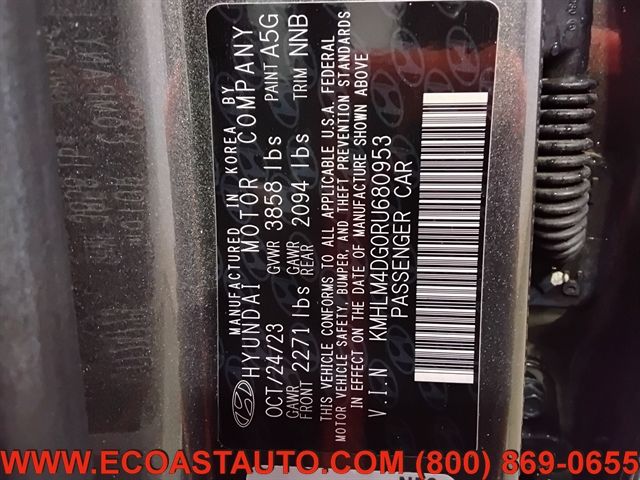 MANUFACTURED IN KOREA BY
HYUNDAI MOTOR COMPANY
OCT/24/23 GVWR 3858 lbs PAINT A5G
GAWR FRONT 2271 lbs GAWR REAR 2094 lbs TRIM NNB
THIS VEHICLE CONFORMS TO ALL APPLICABLE U.S.A. FEDERAL
MOTOR VEHICLE SAFETY, BUMPER, AND THEFT PREVENTION STANDARDS
IN EFFECT ON THE DATE OF MANUFACTURE SHOWN ABOVE
V.I.N KMHLM4DG0RU680953
PASSENGER CAR
WWW.ECOASTAUTO.COM (800) 869-0655